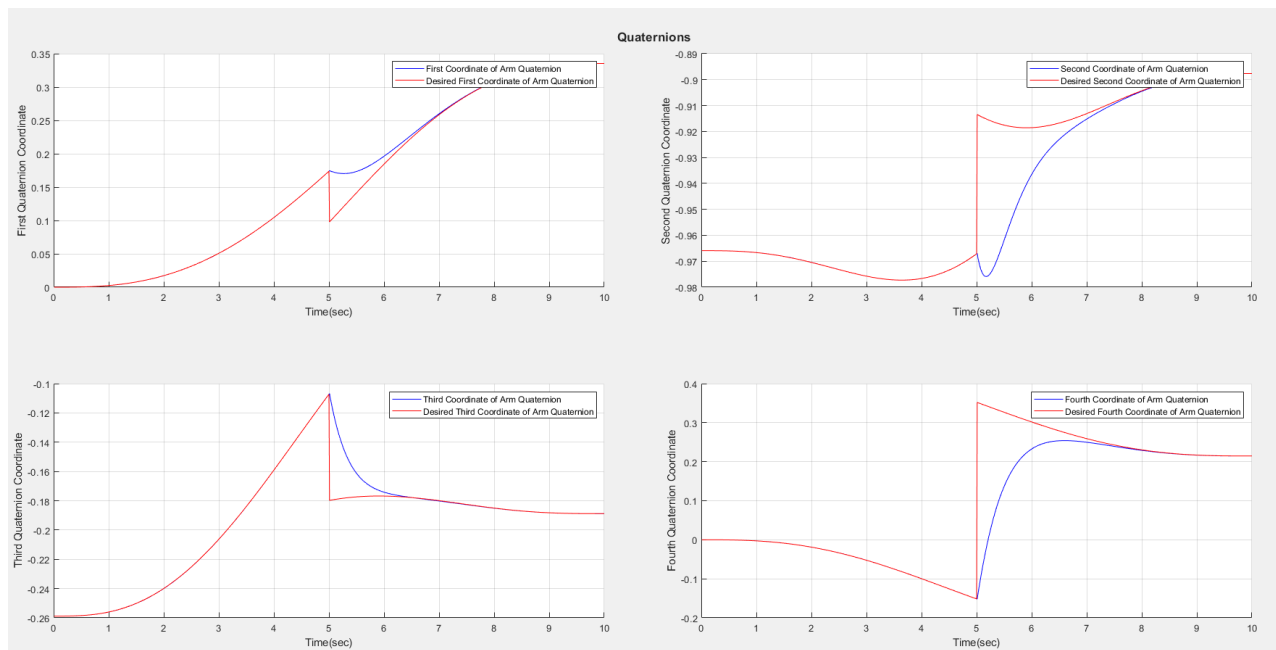 Quaternions
First Quaternion Coordinate
0.35
0.3
0.25
0.2
0.15
0.1
0.05
0
First Coordinate of Arm Quaternion
Desired First Coordinate of Arm Quaternion
0 1 2 3 4 5 6 7 8 9 10
Time(sec)
Second Quaternion Coordinate
-0.89
-0.9
-0.91
-0.92
-0.93
-0.94
-0.95
-0.96
-0.97
-0.98
Second Coordinate of Arm Quaternion
Desired Second Coordinate of Arm Quaternion
0 1 2 3 4 5 6 7 8 9 10
Time(sec)
Third Quaternion Coordinate
-0.1
-0.12
-0.14
-0.16
-0.18
-0.2
-0.22
-0.24
-0.26
Third Coordinate of Arm Quaternion
Desired Third Coordinate of Arm Quaternion
0 1 2 3 4 5 6 7 8 9 10
Time(sec)
Fourth Quaternion Coordinate
0.4
0.3
0.2
0.1
0
-0.1
-0.2
Fourth Coordinate of Arm Quaternion
Desired Fourth Coordinate of Arm Quaternion
0 1 2 3 4 5 6 7 8 9 10
Time(sec)